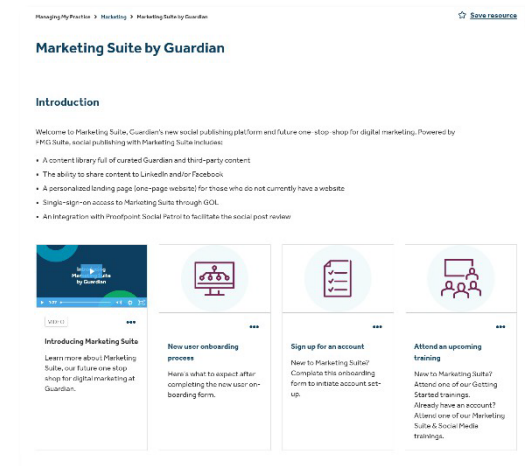 Managing My Practice > Marketing > Marketing Suite by Guardian
Save resource
Marketing Suite by Guardian
Introduction
Welcome to Marketing Suite, Guardian's new social publishing platform and future one-stop-shop for digital marketing. Powered by
FMG Suite, social publishing with Marketing Suite includes:
• A content library full of curated Guardian and third-party content
• The ability to share content to LinkedIn and/or Facebook
• A personalized landing page (one-page website) for those who do not currently have a website
• Single-sign-on access to Marketing Suite through GOL
• An integration with Proofpoint Social Patrol to facilitate the social post review
Introducing
Marketing Suite
by Guardian
VIDEO
Introducing Marketing Suite
Learn more about Marketing
Suite, our future one stop
shop for digital marketing at
Guardian.
New user onboarding
process
Here's what to expect after
completing the new user on-
boarding form.
Sign up for an account
New to Marketing Suite?
Complete this onboarding
form to initiate account set-
up.
Attend an upcoming
training
New to Marketing Suite?
Attend one of our Getting
Started trainings.
Already have an account?
Attend one of our Marketing
Suite & Social Media
trainings.